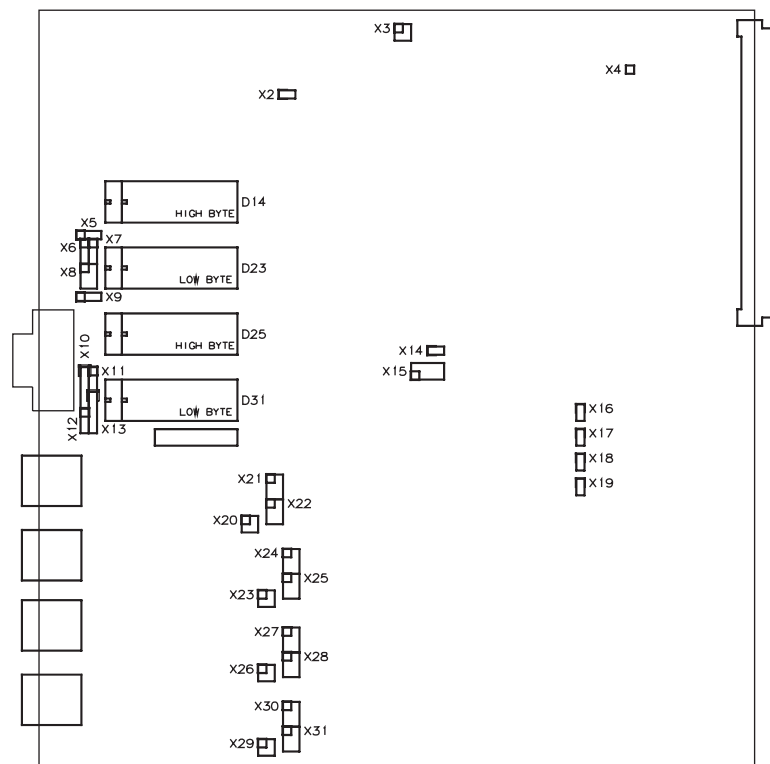 X3
X4
X2
D14
HIGH BYTE
X5
X6
X7
X8
D23
LOW BYTE
X9
D25
HIGH BYTE
X10
X14
X11
X15
D31
LOW BYTE
X16
X12
X13
X17
X18
X21
X19
X22
X20
X24
X25
X23
X27
X28
X26
X30
X31
X29